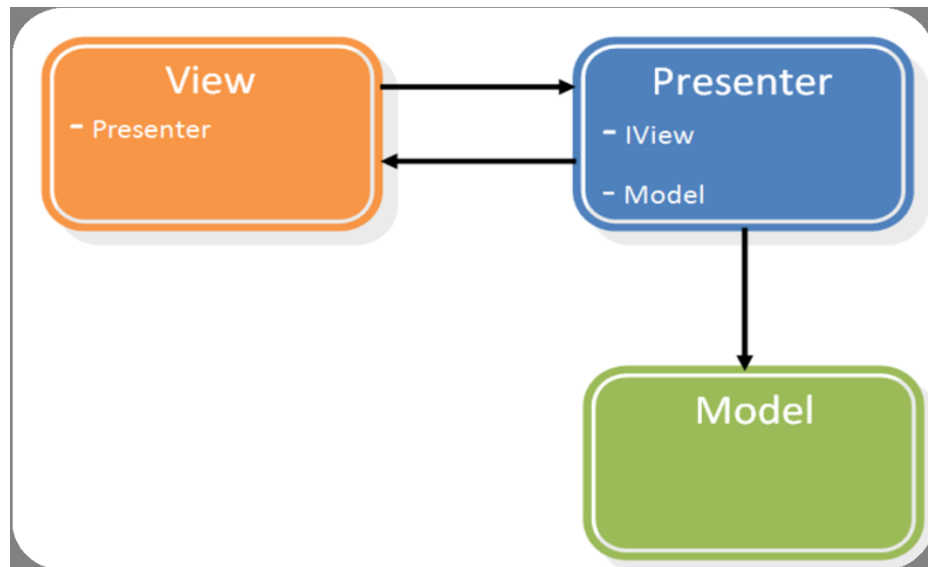 View
- Presenter
Presenter
- IView
- Model
Model